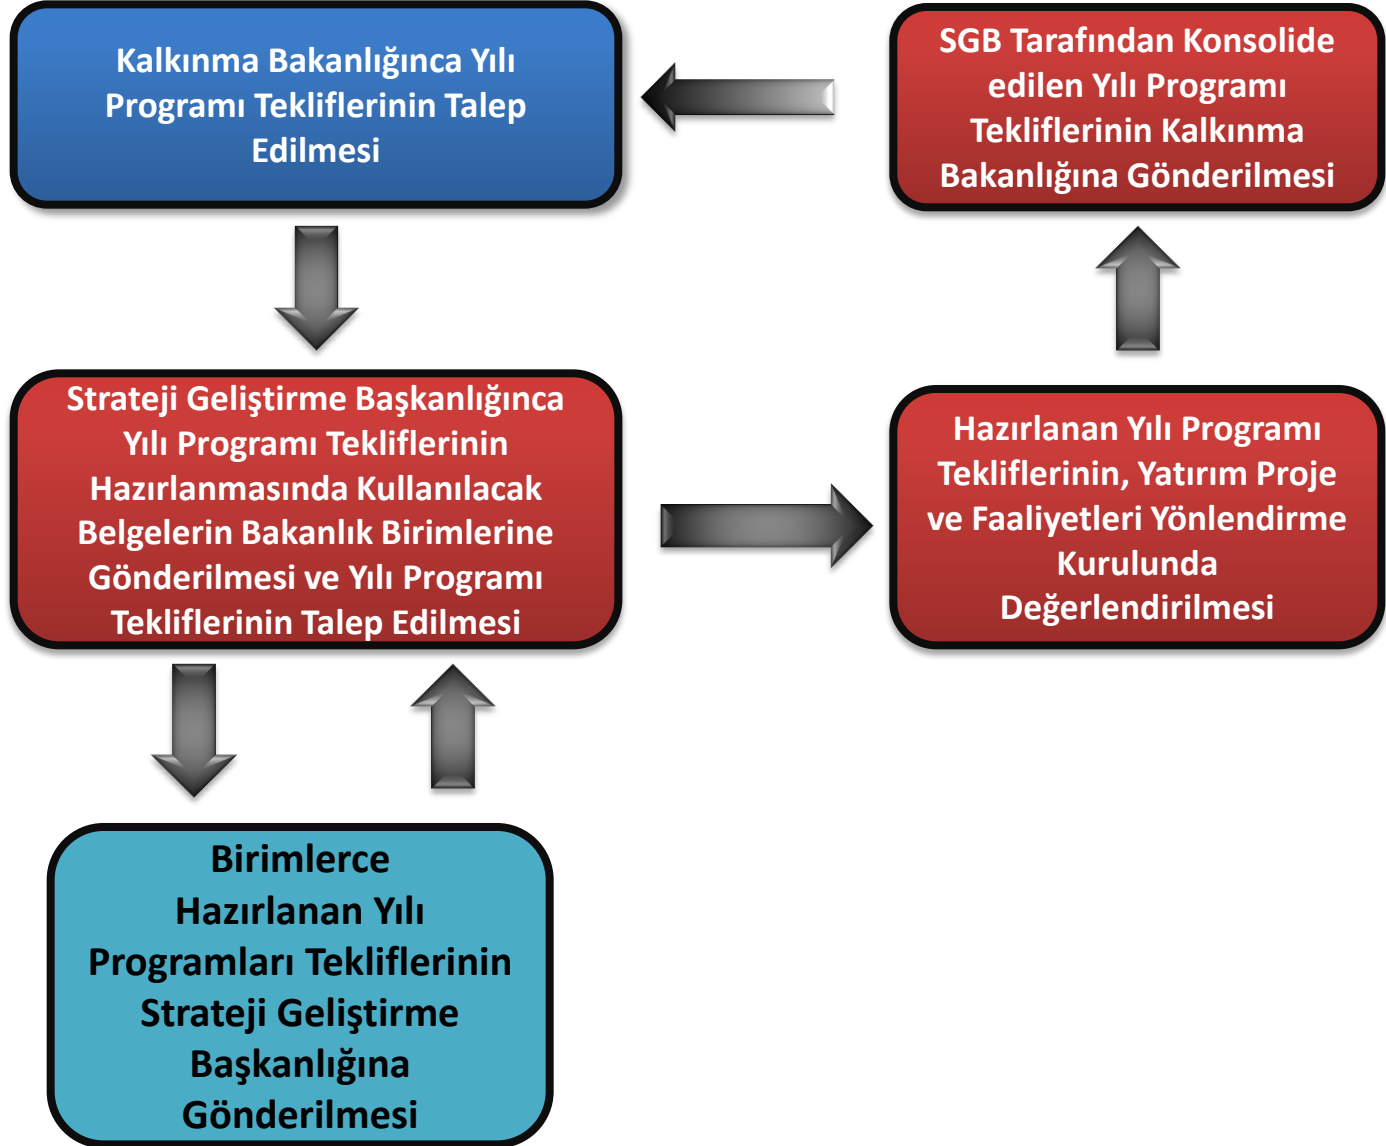 Kalkınma Bakanlığınca Yılı
Programı Tekliflerinin Talep
Edilmesi
SGB Tarafından Konsolide
edilen Yılı Programı
Tekliflerinin Kalkınma
Bakanlığına Gönderilmesi
Strateji Geliştirme Başkanlığınca
Yılı Programı Tekliflerinin
Hazırlanmasında Kullanılacak
Belgelerin Bakanlık Birimlerine
Gönderilmesi ve Yılı Programı
Tekliflerinin Talep Edilmesi
Hazırlanan Yılı Programı
Tekliflerinin, Yatırım Proje
ve Faaliyetleri Yönlendirme
Kurulunda
Değerlendirilmesi
Birimlerce
Hazırlanan Yılı
Programları Tekliflerinin
Strateji Geliştirme
Başkanlığına
Gönderilmesi